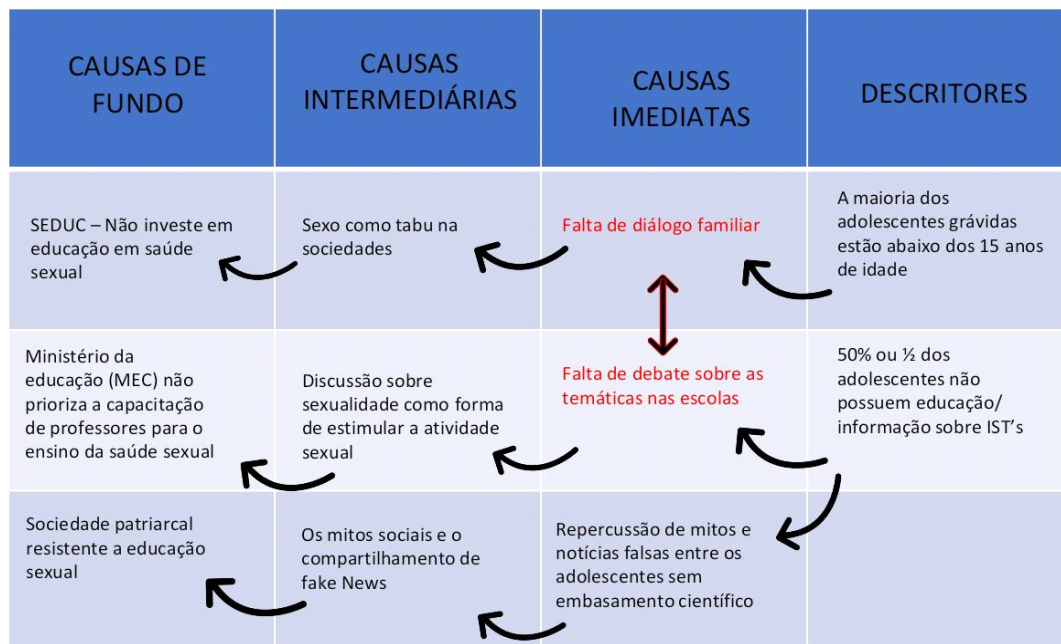 CAUSAS DE
FUNDO
CAUSAS
INTERMEDIÁRIAS
CAUSAS
IMEDIATAS
DESCRITORES
SEDUC – Não investe em
educação em saúde
sexual
Sexo como tabu na
sociedades
Falta de diálogo familiar
A maioria dos
adolescentes grávidas
estão abaixo dos 15 anos
de idade
Ministério da
educação (MEC) não
prioriza a capacitação
de professores para o
ensino da saúde sexual
Discussão sobre
sexualidade como forma
de estimular a atividade
sexual
Falta de debate sobre as
temáticas nas escolas
50% ou ½ dos
adolescentes não
possuem educação/
informação sobre IST's
Sociedade patriarcal
resistente a educação
sexual
Os mitos sociais e o
compartilhamento de
fake News
Repercussão de mitos e
notícias falsas entre os
adolescentes sem
embasamento científico